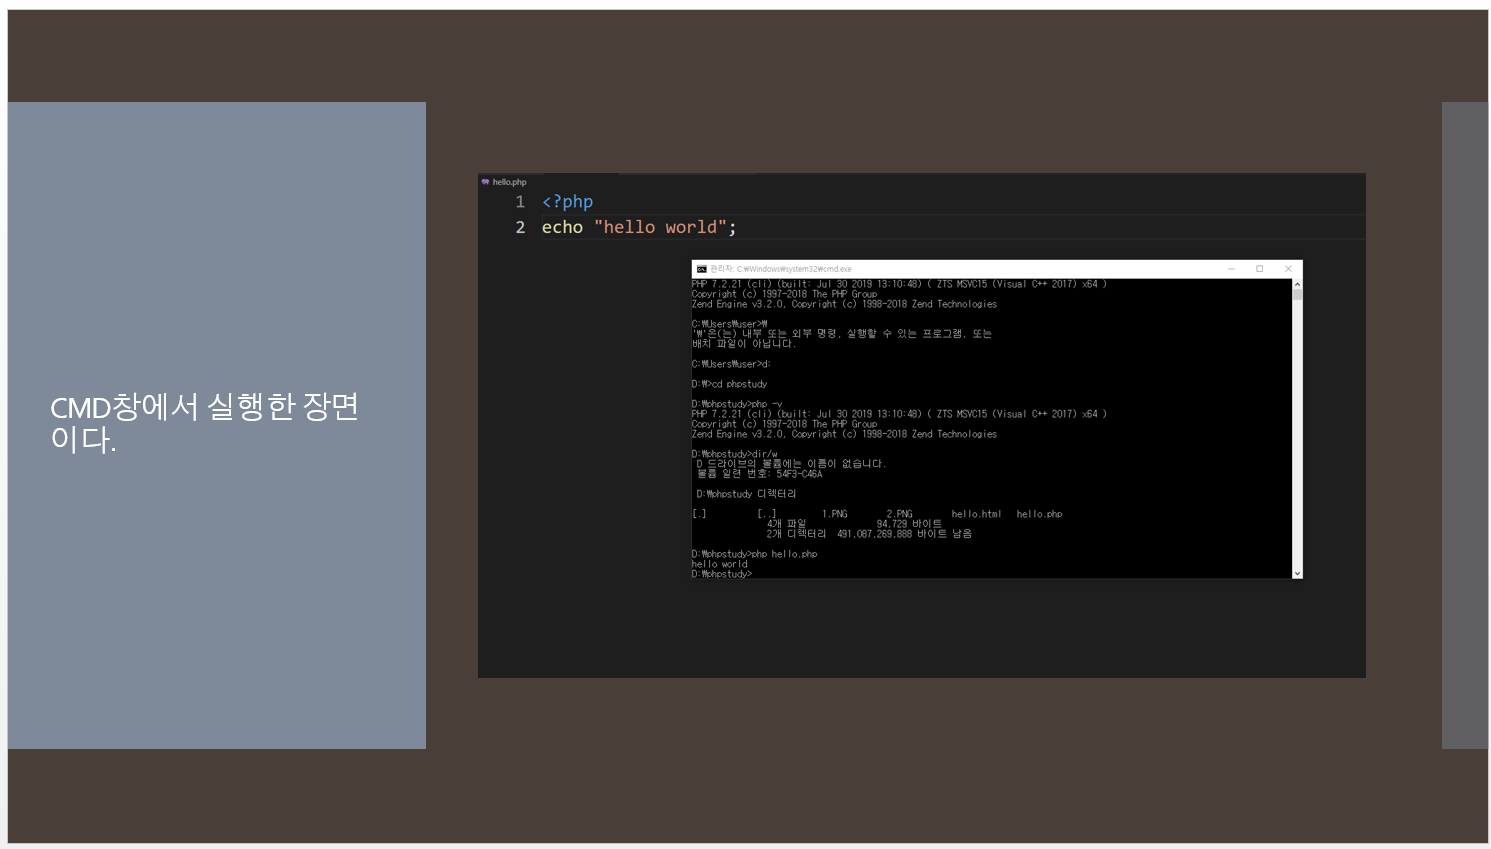 CMD창에서 실행한 장면
이다.
hello.php
1 <?php
2 echo "hello world";
관리자: C:₩Windows₩system32₩cmd.exe
PHP 7.2.21 (cli) (built: Jul 30 2019 13:10:48) ( ZTS MSVC15 (Visual C++ 2017) x64 )
Copyright (c) 1997-2018 The PHP Group
Zend Engine v3.2.0, Copyright (c) 1998-2018 Zend Technologies
C:₩Users₩user>₩
'₩'은(는) 내부 또는 외부 명령, 실행할 수 있는 프로그램, 또는
배치 파일이 아닙니다.
C:₩Users₩user>d:
D:₩>cd phpstudy
D:₩phpstudy>php -v
PHP 7.2.21 (cli) (built: Jul 30 2019 13:10:48) ( ZTS MSVC15 (Visual C++ 2017) x64 )
Copyright (c) 1997-2018 The PHP Group
Zend Engine v3.2.0, Copyright (c) 1998-2018 Zend Technologies
D:₩phpstudy>dir/w
D 드라이브의 볼륨에는 이름이 없습니다.
볼륨 일련 번호: 54F3-C46A
D:₩phpstudy 디렉터리
[.] [..] 1.PNG 2.PNG hello.html hello.php
4개 파일 94,729 바이트
2개 디렉터리 491,087,269,888 바이트 남음
D:₩phpstudy>php hello.php
hello world
D:₩phpstudy>